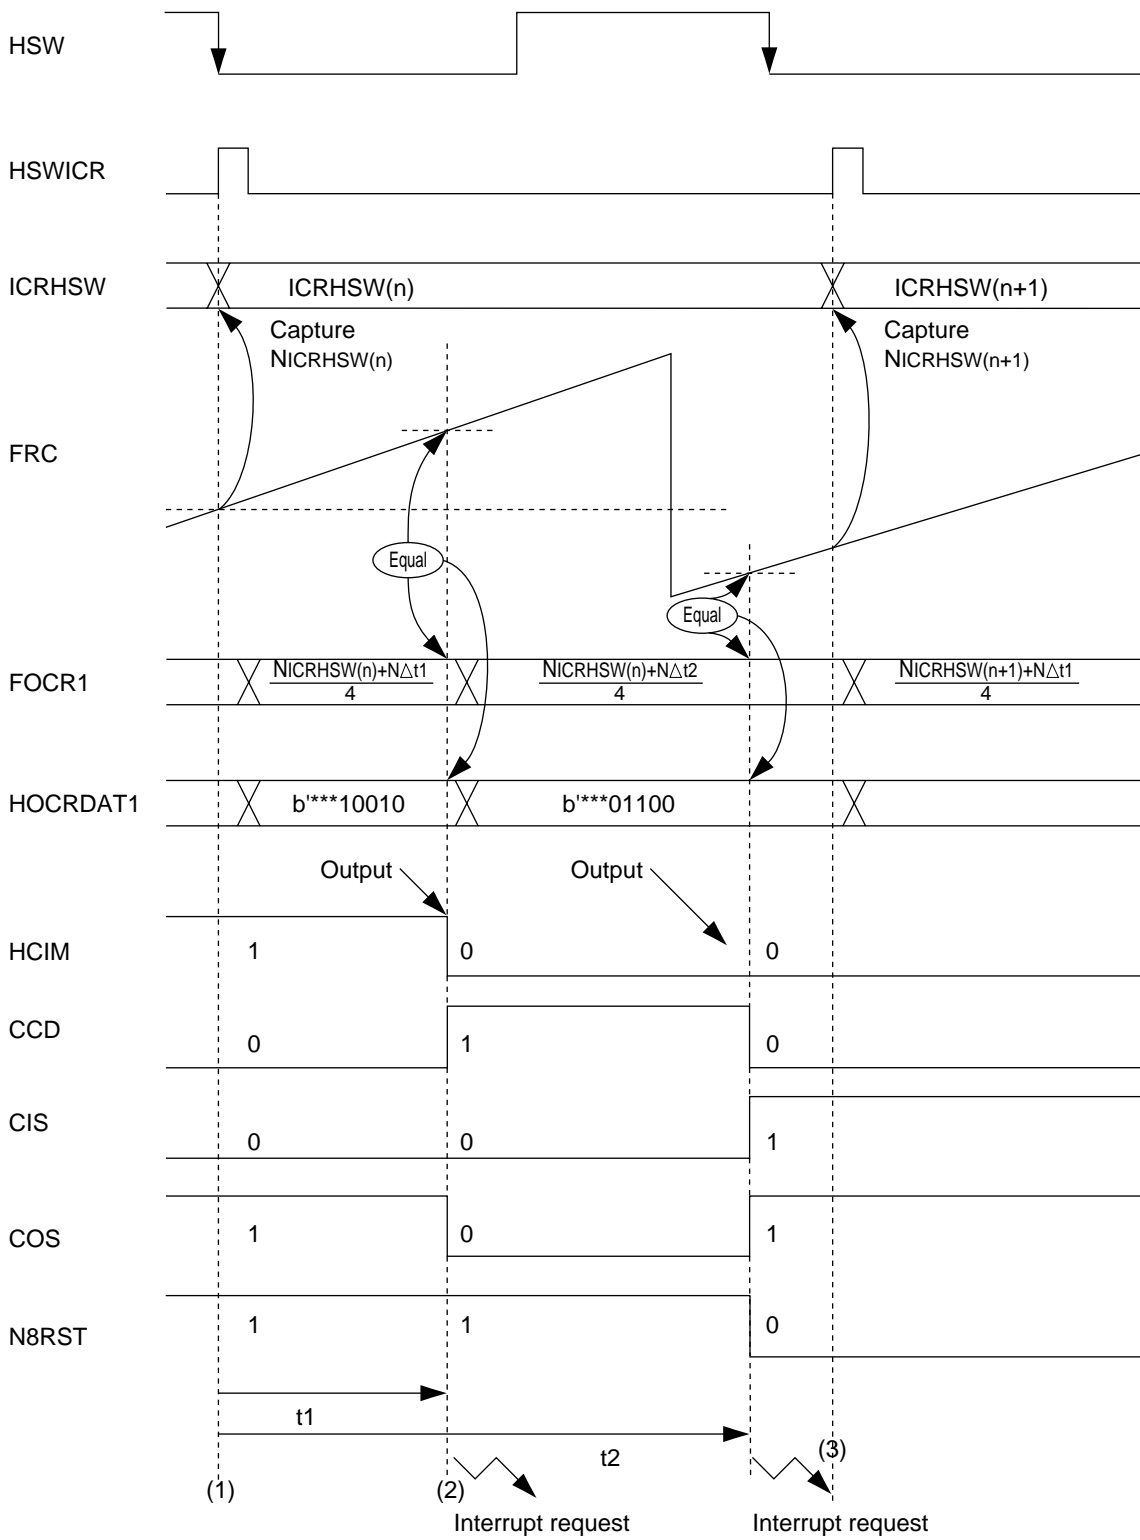 HSW
HSWICR
ICRHSW
ICRHSW(n)
ICRHSW(n+1)
Capture
NICRHSW(n)
Capture
NICRHSW(n+1)
FRC
Equal
Equal
FOCR1
NICRHSW(n)+N△t1
4
NICRHSW(n)+N△t2
4
NICRHSW(n+1)+N△t1
4
HOCRDAT1
b'***10010
b'***01100
Output
Output
HCIM
1
0
0
CCD
0
1
0
CIS
0
0
1
COS
1
0
1
N8RST
1
1
0
t1
t2
(1)
(2)
(3)
Interrupt request
Interrupt request